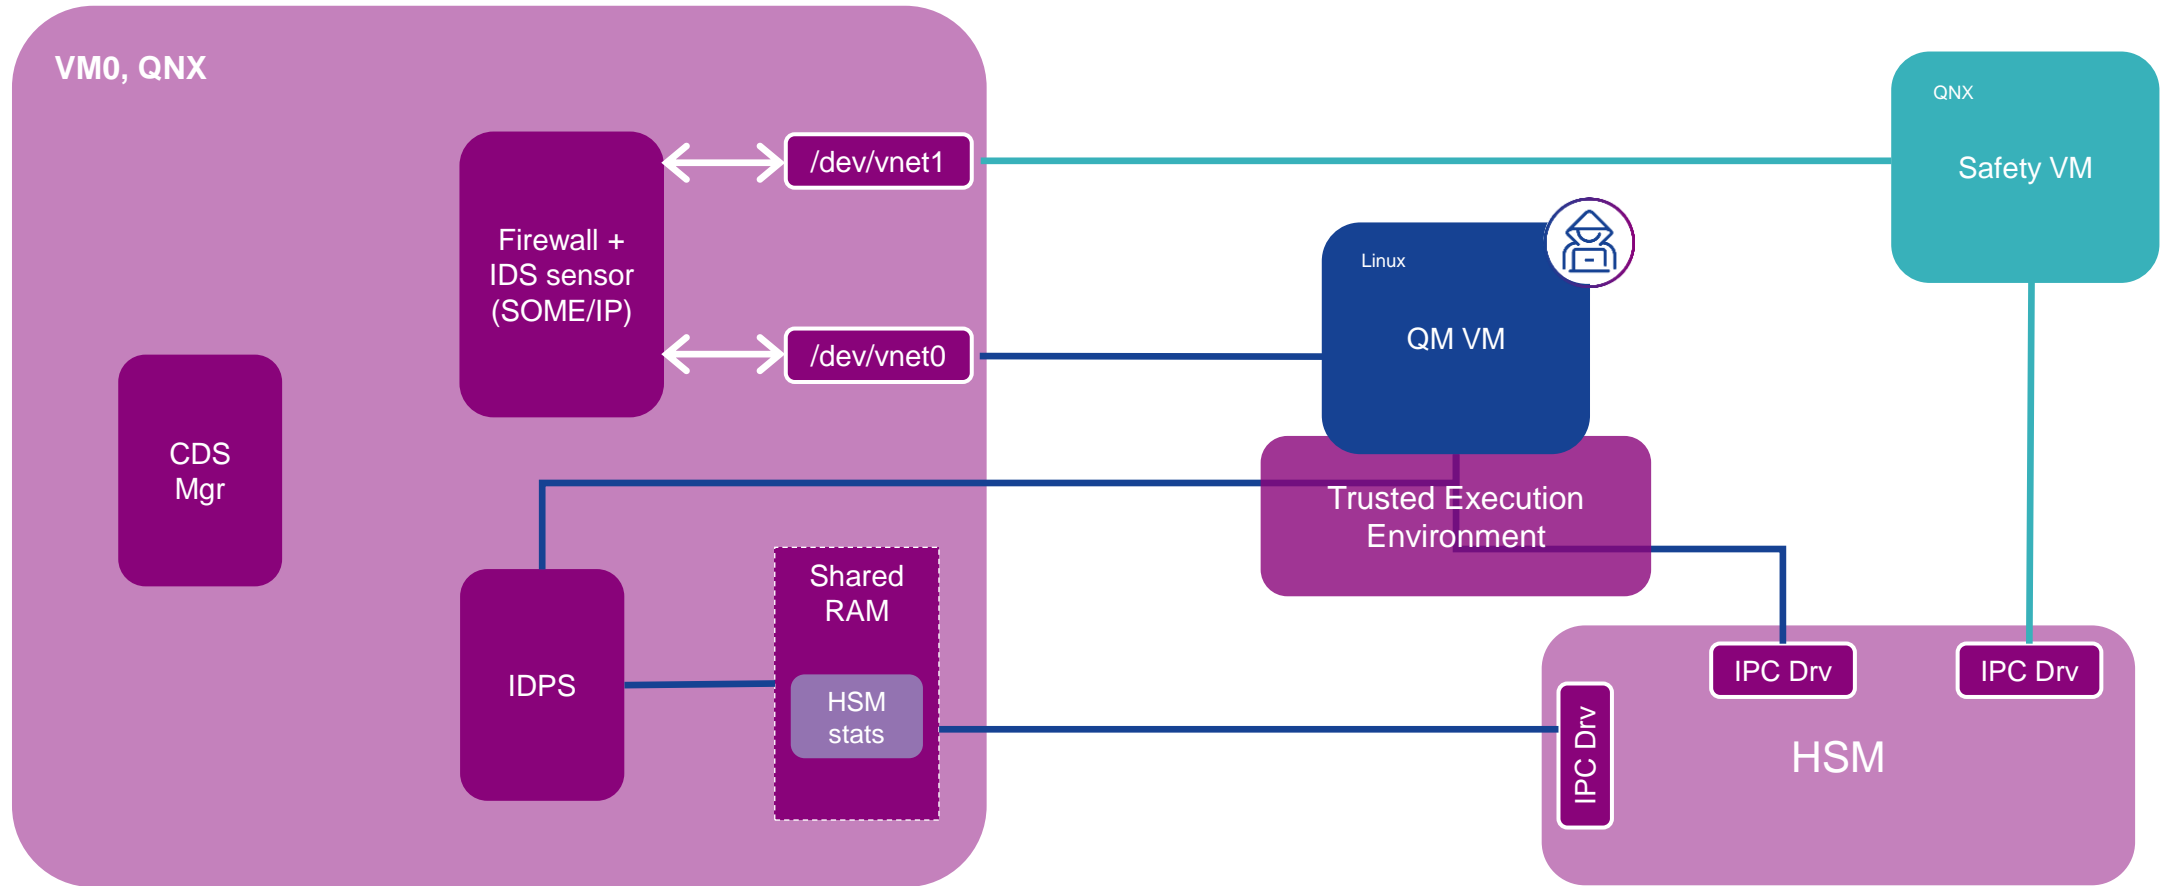 VM0, QNX
Firewall +
IDS sensor
(SOME/IP)
/dev/vnet1
/dev/vnet0
CDS
Mgr
IDPS
Shared
RAM
HSM
stats
QNX
Safety VM
Linux
QM VM
Trusted Execution
Environment
IPC Drv
IPC Drv
IPC Drv
HSM